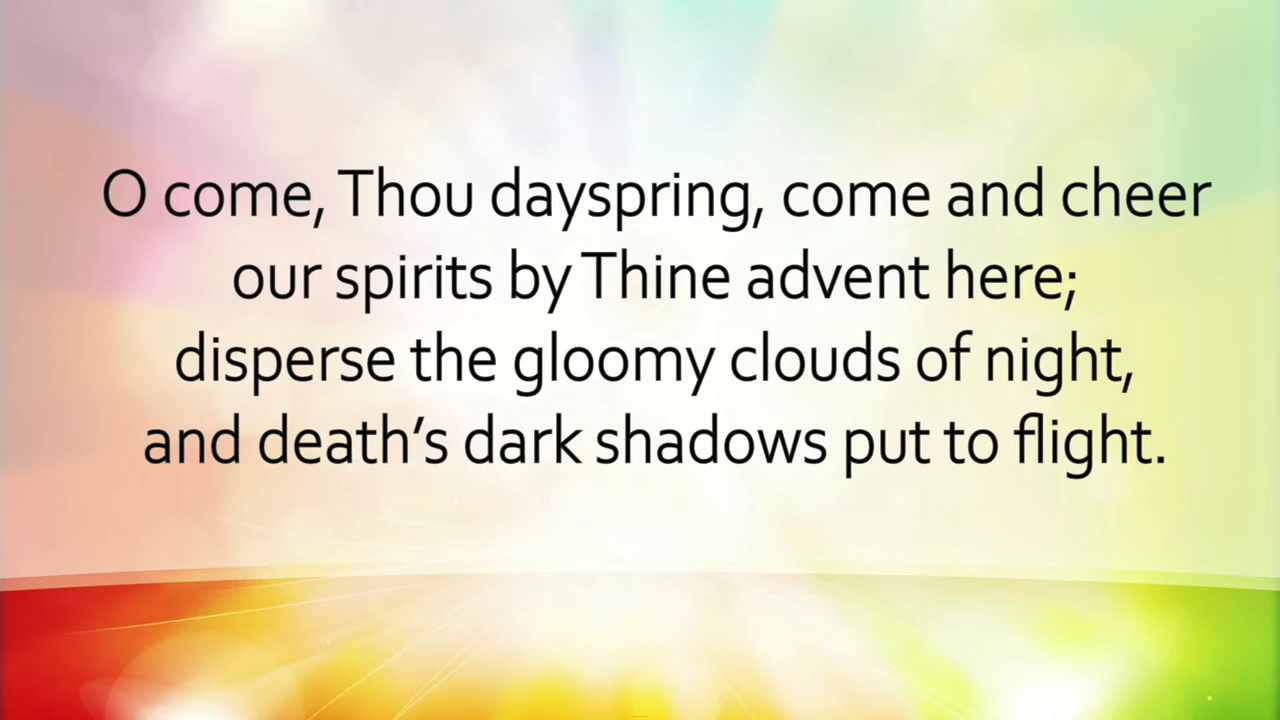 O come, Thou dayspring, come and cheer
our spirits by Thine advent here;
disperse the gloomy clouds of night,
and death’s dark shadows put to flight.